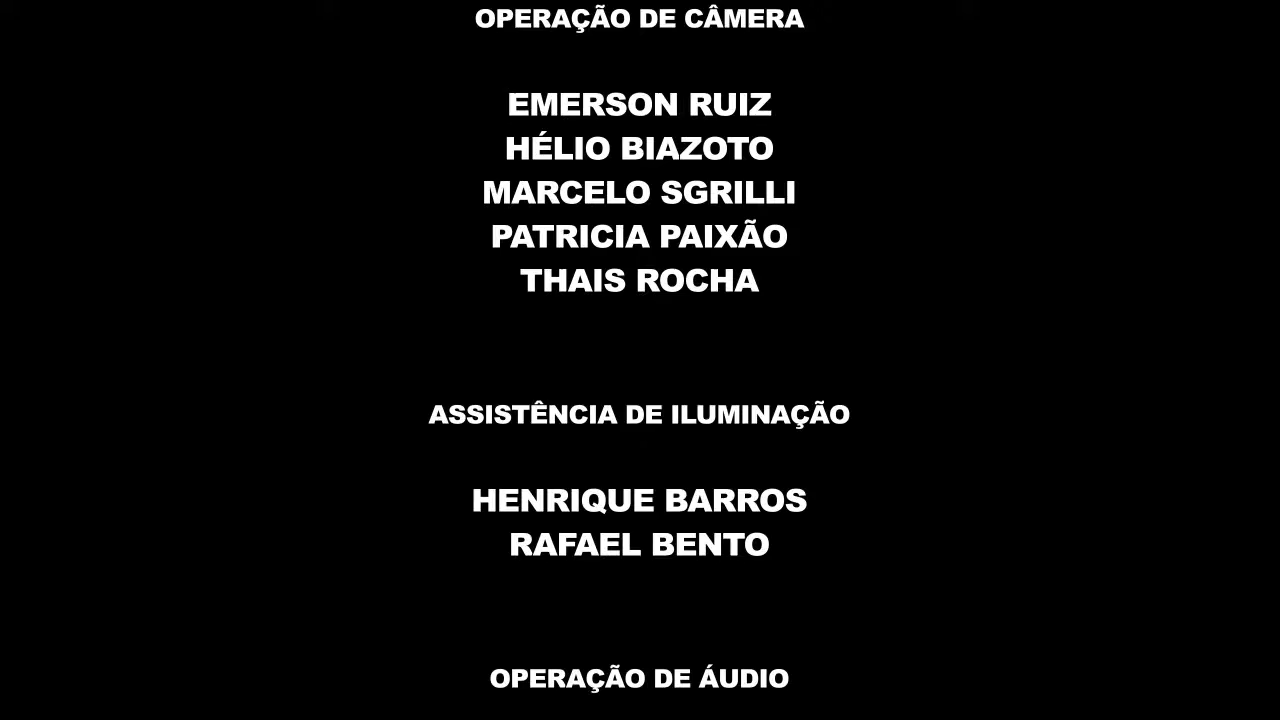 OPERAÇÃO DE CÂMERA
EMERSON RUIZ
HÉLIO BIAZOTO
MARCELO SGRILLI
PATRICIA PAIXÃO
THAIS ROCHA
ASSISTÊNCIA DE ILUMINAÇÃO
HENRIQUE BARROS
RAFAEL BENTO
OPERAÇÃO DE ÁUDIO